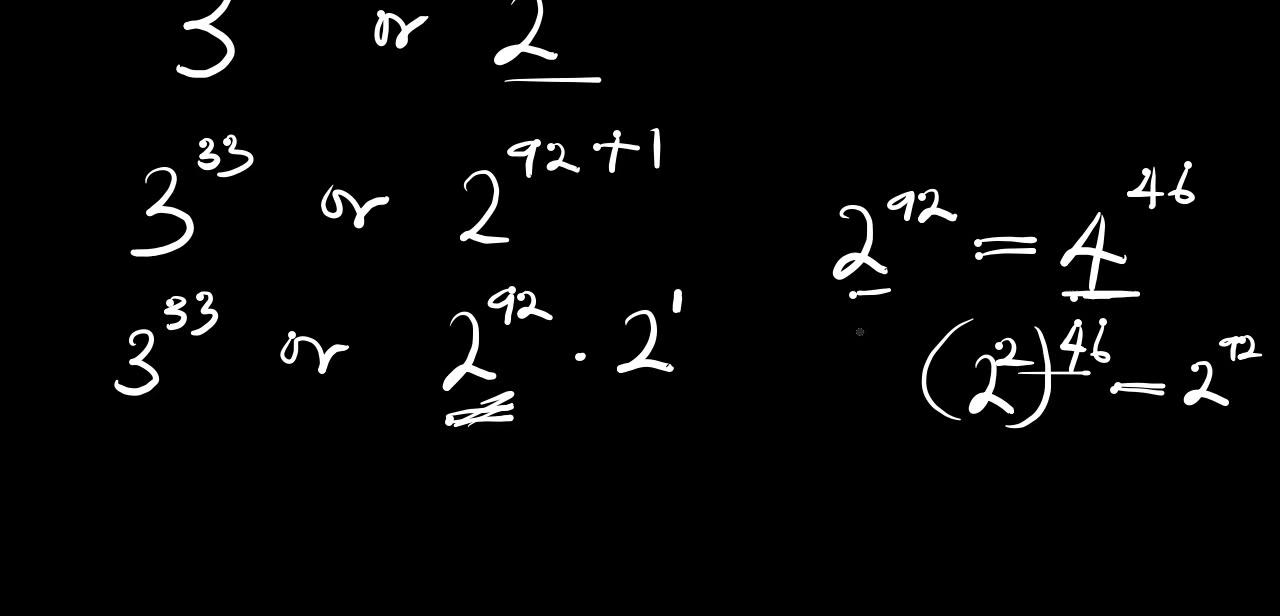 3 or 2
3^33 or 2^92+1
2^92 = 4^46
3^33 or 2^92 . 2^1
(2^2)^46 = 2^92